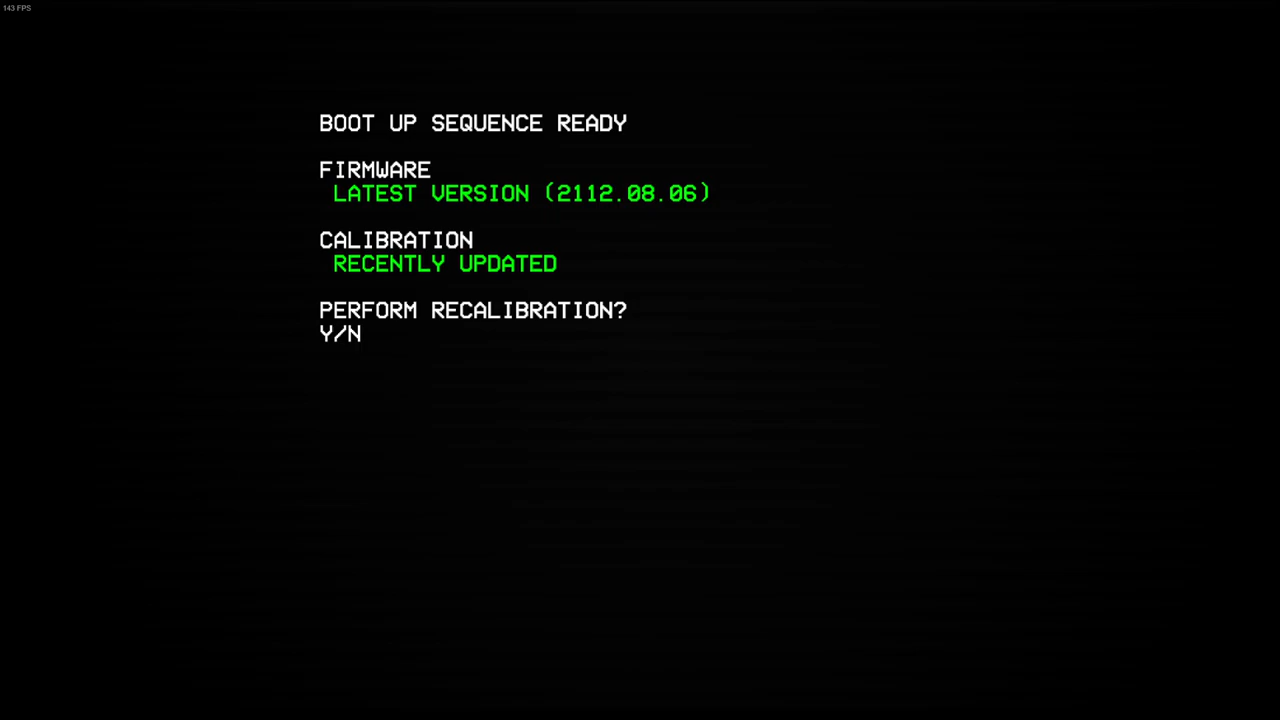 143 FPS
BOOT UP SEQUENCE READY
FIRMWARE
LATEST VERSION (2112.08.06)
CALIBRATION
RECENTLY UPDATED
PERFORM RECALIBRATION?
Y/N